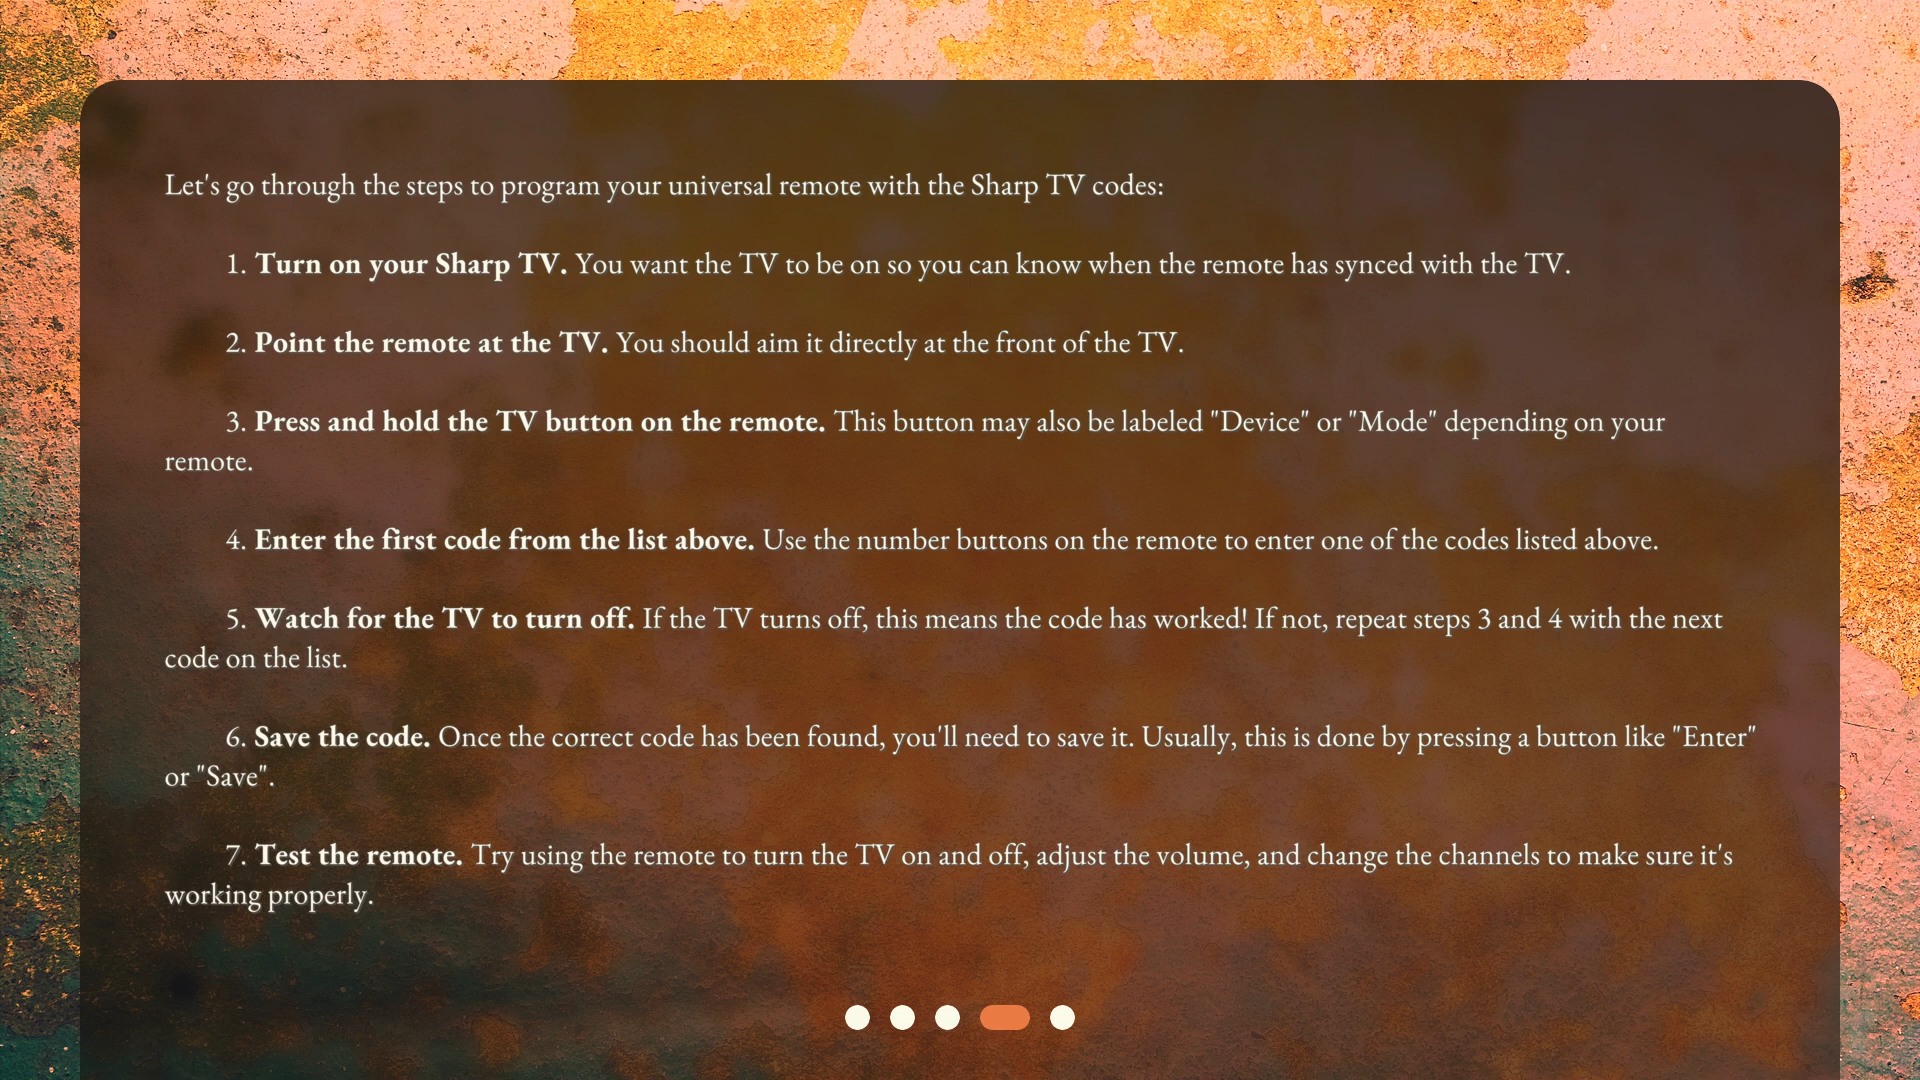 Let's go through the steps to program your universal remote with the Sharp TV codes:
1. Turn on your Sharp TV. You want the TV to be on so you can know when the remote has synced with the TV.
2. Point the remote at the TV. You should aim it directly at the front of the TV.
3. Press and hold the TV button on the remote. This button may also be labeled "Device" or "Mode" depending on your
remote.
4. Enter the first code from the list above. Use the number buttons on the remote to enter one of the codes listed above.
5. Watch for the TV to turn off. If the TV turns off, this means the code has worked! If not, repeat steps 3 and 4 with the next
code on the list.
6. Save the code. Once the correct code has been found, you'll need to save it. Usually, this is done by pressing a button like "Enter"
or "Save".
7. Test the remote. Try using the remote to turn the TV on and off, adjust the volume, and change the channels to make sure it's
working properly.